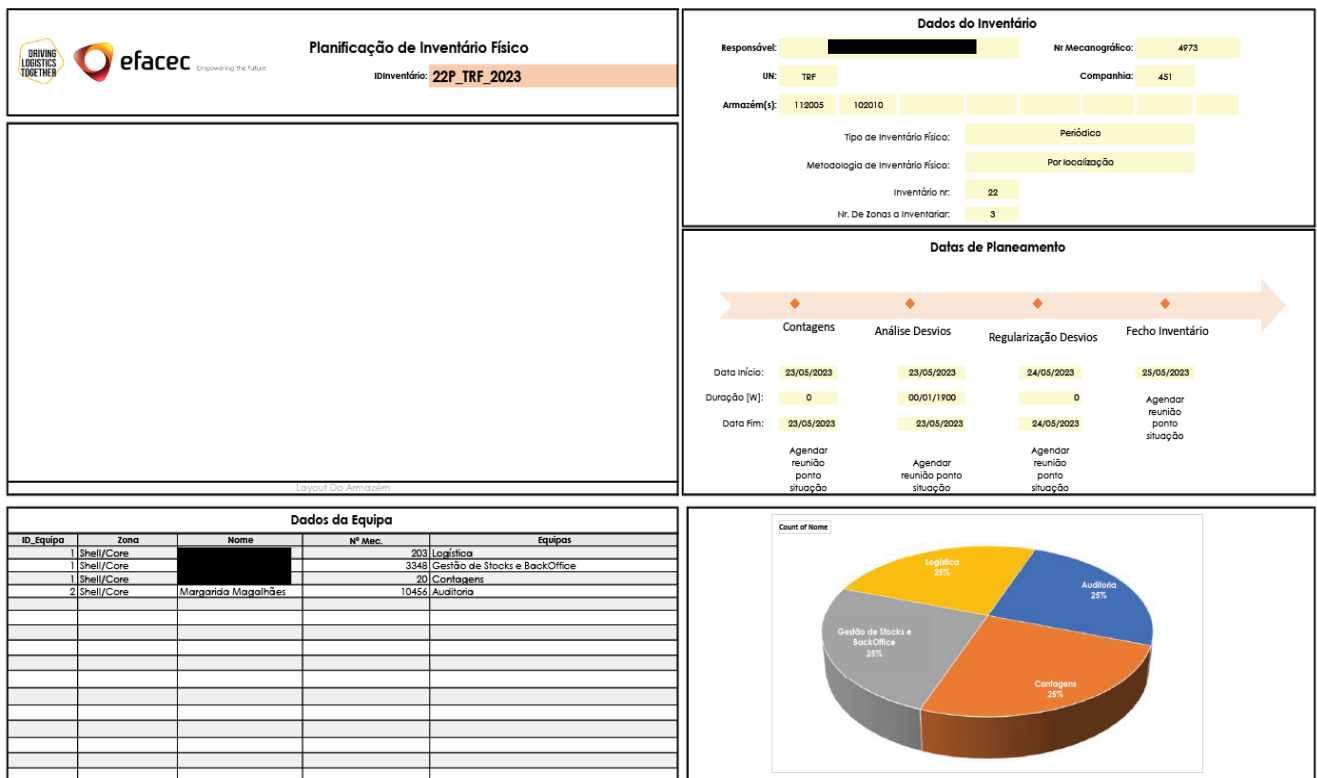 DRIVING
LOGISTICS
TOGETHER
efacec Empowering the future
Planificação de Inventário Físico
IDInventário: 22P_TRF_2023
Layout Do Armazém
Dados do Inventário
Responsável: Nr Mecanográfico: 4973
UN: TRF Companhia: 451
Armazém(s): 112005 102010
Tipo de Inventário Físico: Periódico
Metodologia de Inventário Físico: Por localização
Inventário nr: 22
Nr. De Zonas a Inventariar: 3
Datas de Planeamento
Contagens Análise Desvios Regularização Desvios Fecho Inventário
Data Início: 23/05/2023 23/05/2023 24/05/2023 25/05/2023
Duração [W]: 0 00/01/1900 0
Data Fim: 23/05/2023 23/05/2023 24/05/2023
Agendar
reunião
ponto
situação
Agendar
reunião ponto
situação
Agendar
reunião
ponto
situação
Agendar
reunião
ponto
situação
Dados da Equipa
ID_Equipa Zona Nome Nº Mec. Equipas
1 Shell/Core 203 Logística
1 Shell/Core 3348 Gestão de Stocks e BackOffice
1 Shell/Core 20 Contagens
2 Shell/Core Margarida Magalhães 10456 Auditoria
Count of Nome
Logística
25%
Auditoria
25%
Gestão de Stocks e
BackOffice
25%
Contagens
25%